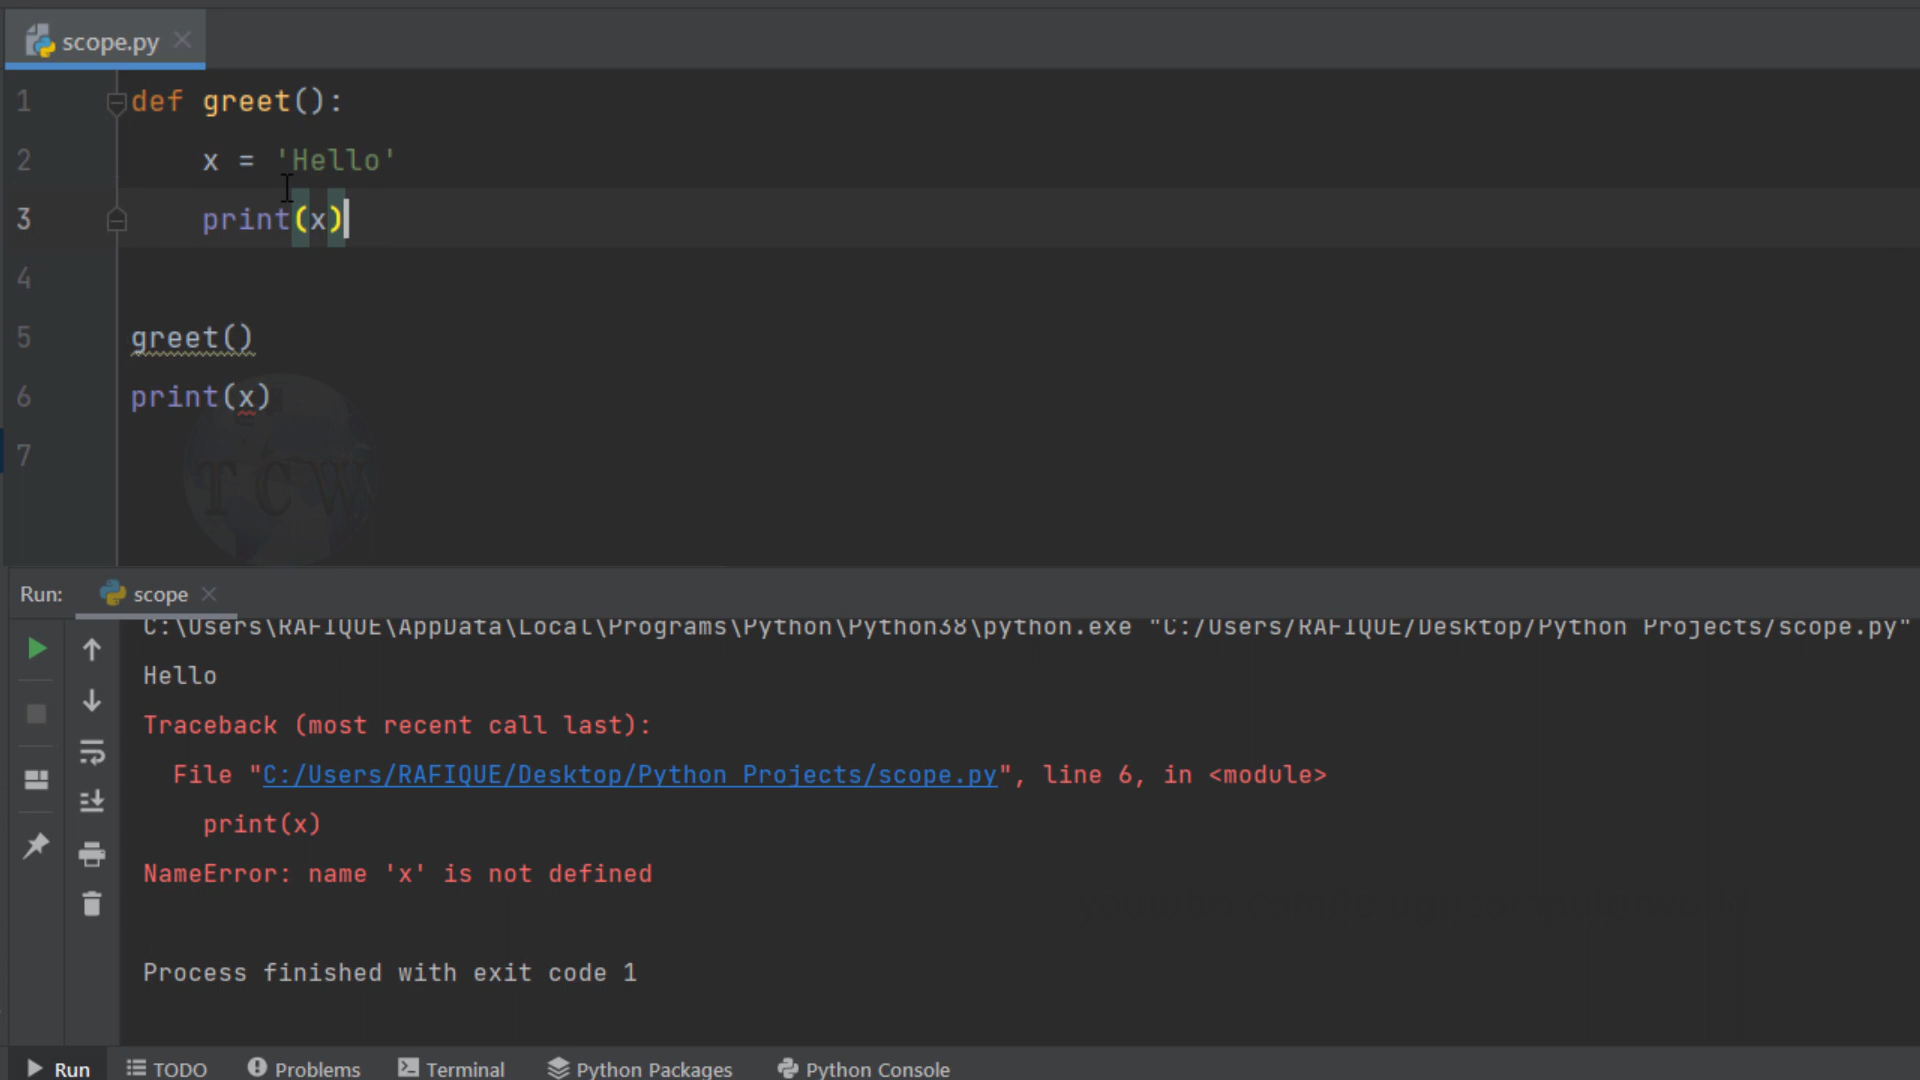 scope.py
1 def greet():
2     x = 'Hello'
3     print(x)
4
5 greet()
6 print(x)
7
TCW
Run: scope
C:\Users\RAFIQUE\AppData\Local\Programs\Python\Python38\python.exe "C:/Users/RAFIQUE/Desktop/Python Projects/scope.py"
Hello
Traceback (most recent call last):
  File "C:/Users/RAFIQUE/Desktop/Python Projects/scope.py", line 6, in <module>
    print(x)
NameError: name 'x' is not defined
Process finished with exit code 1
Run TODO Problems Terminal Python Packages Python Console